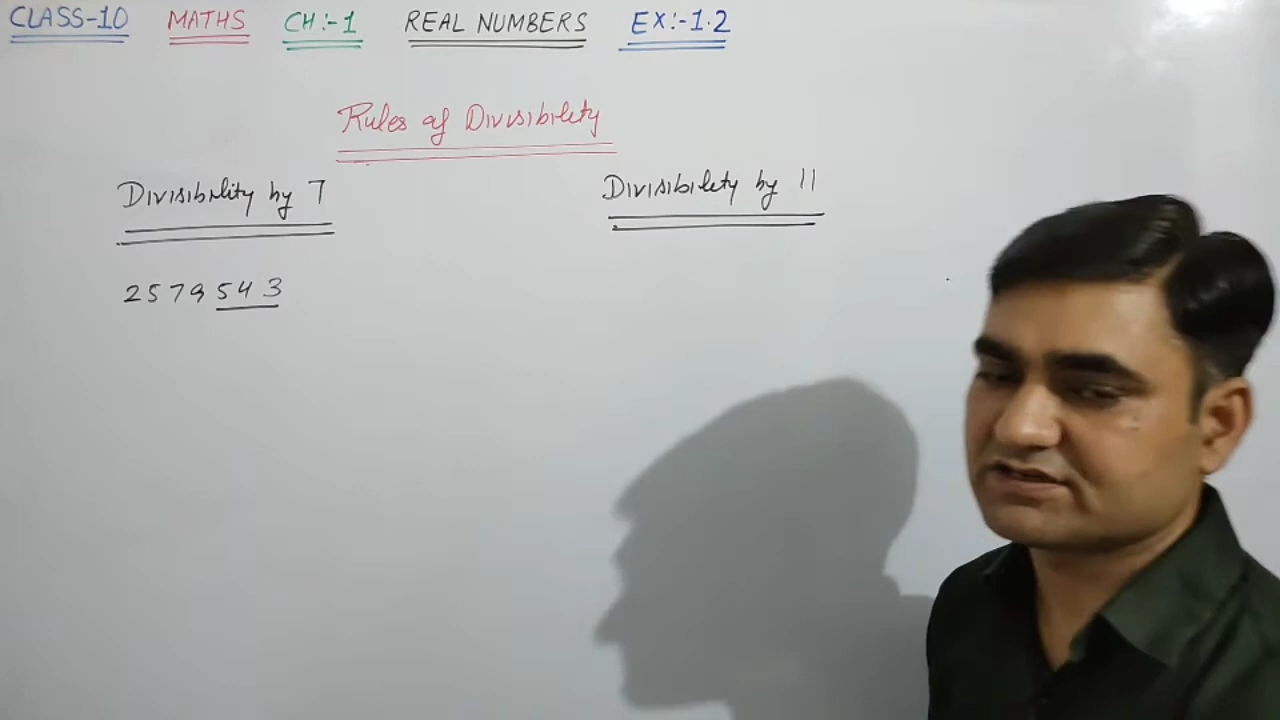 CLASS-10 MATHS CH:-1 REAL NUMBERS EX:-1.2
Rules of Divisibility
Divisibility by 7
Divisibility by 11
2579543